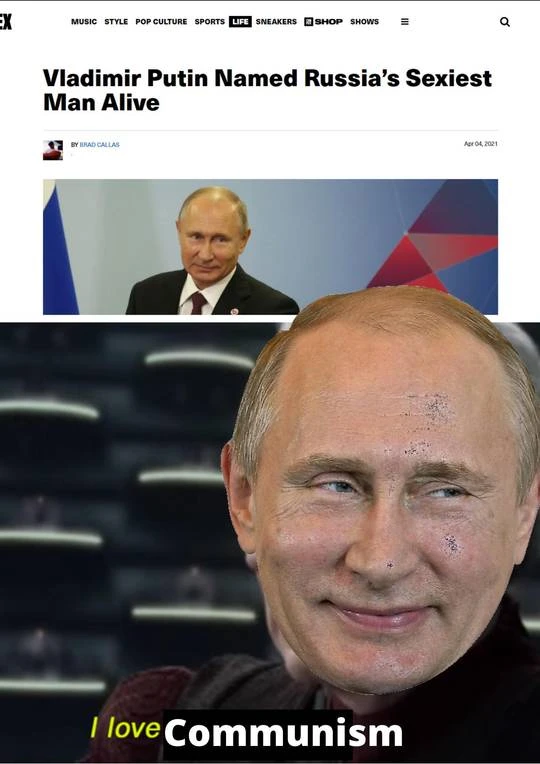 EX
MUSIC STYLE POP CULTURE SPORTS LIFE SNEAKERS SHOP SHOWS
Vladimir Putin Named Russia's Sexiest
Man Alive
BY BRAD CALLAS
Apr 04, 2021
I love Communism